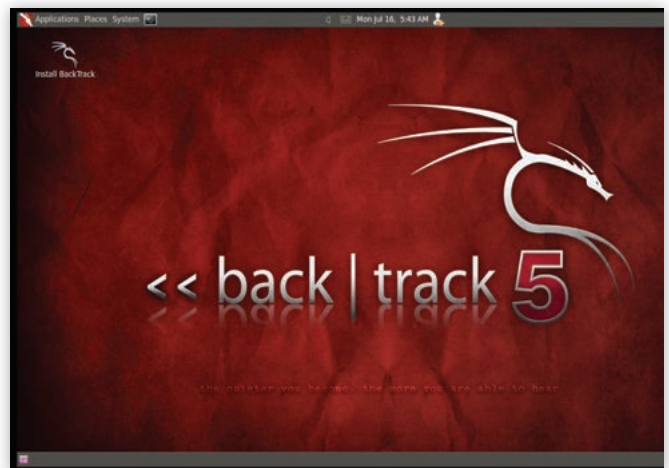 Applications Places System Mon Jul 16, 5:43 AM
Install BackTrack
<< back | track 5
the quieter you become, the more you are able to hear